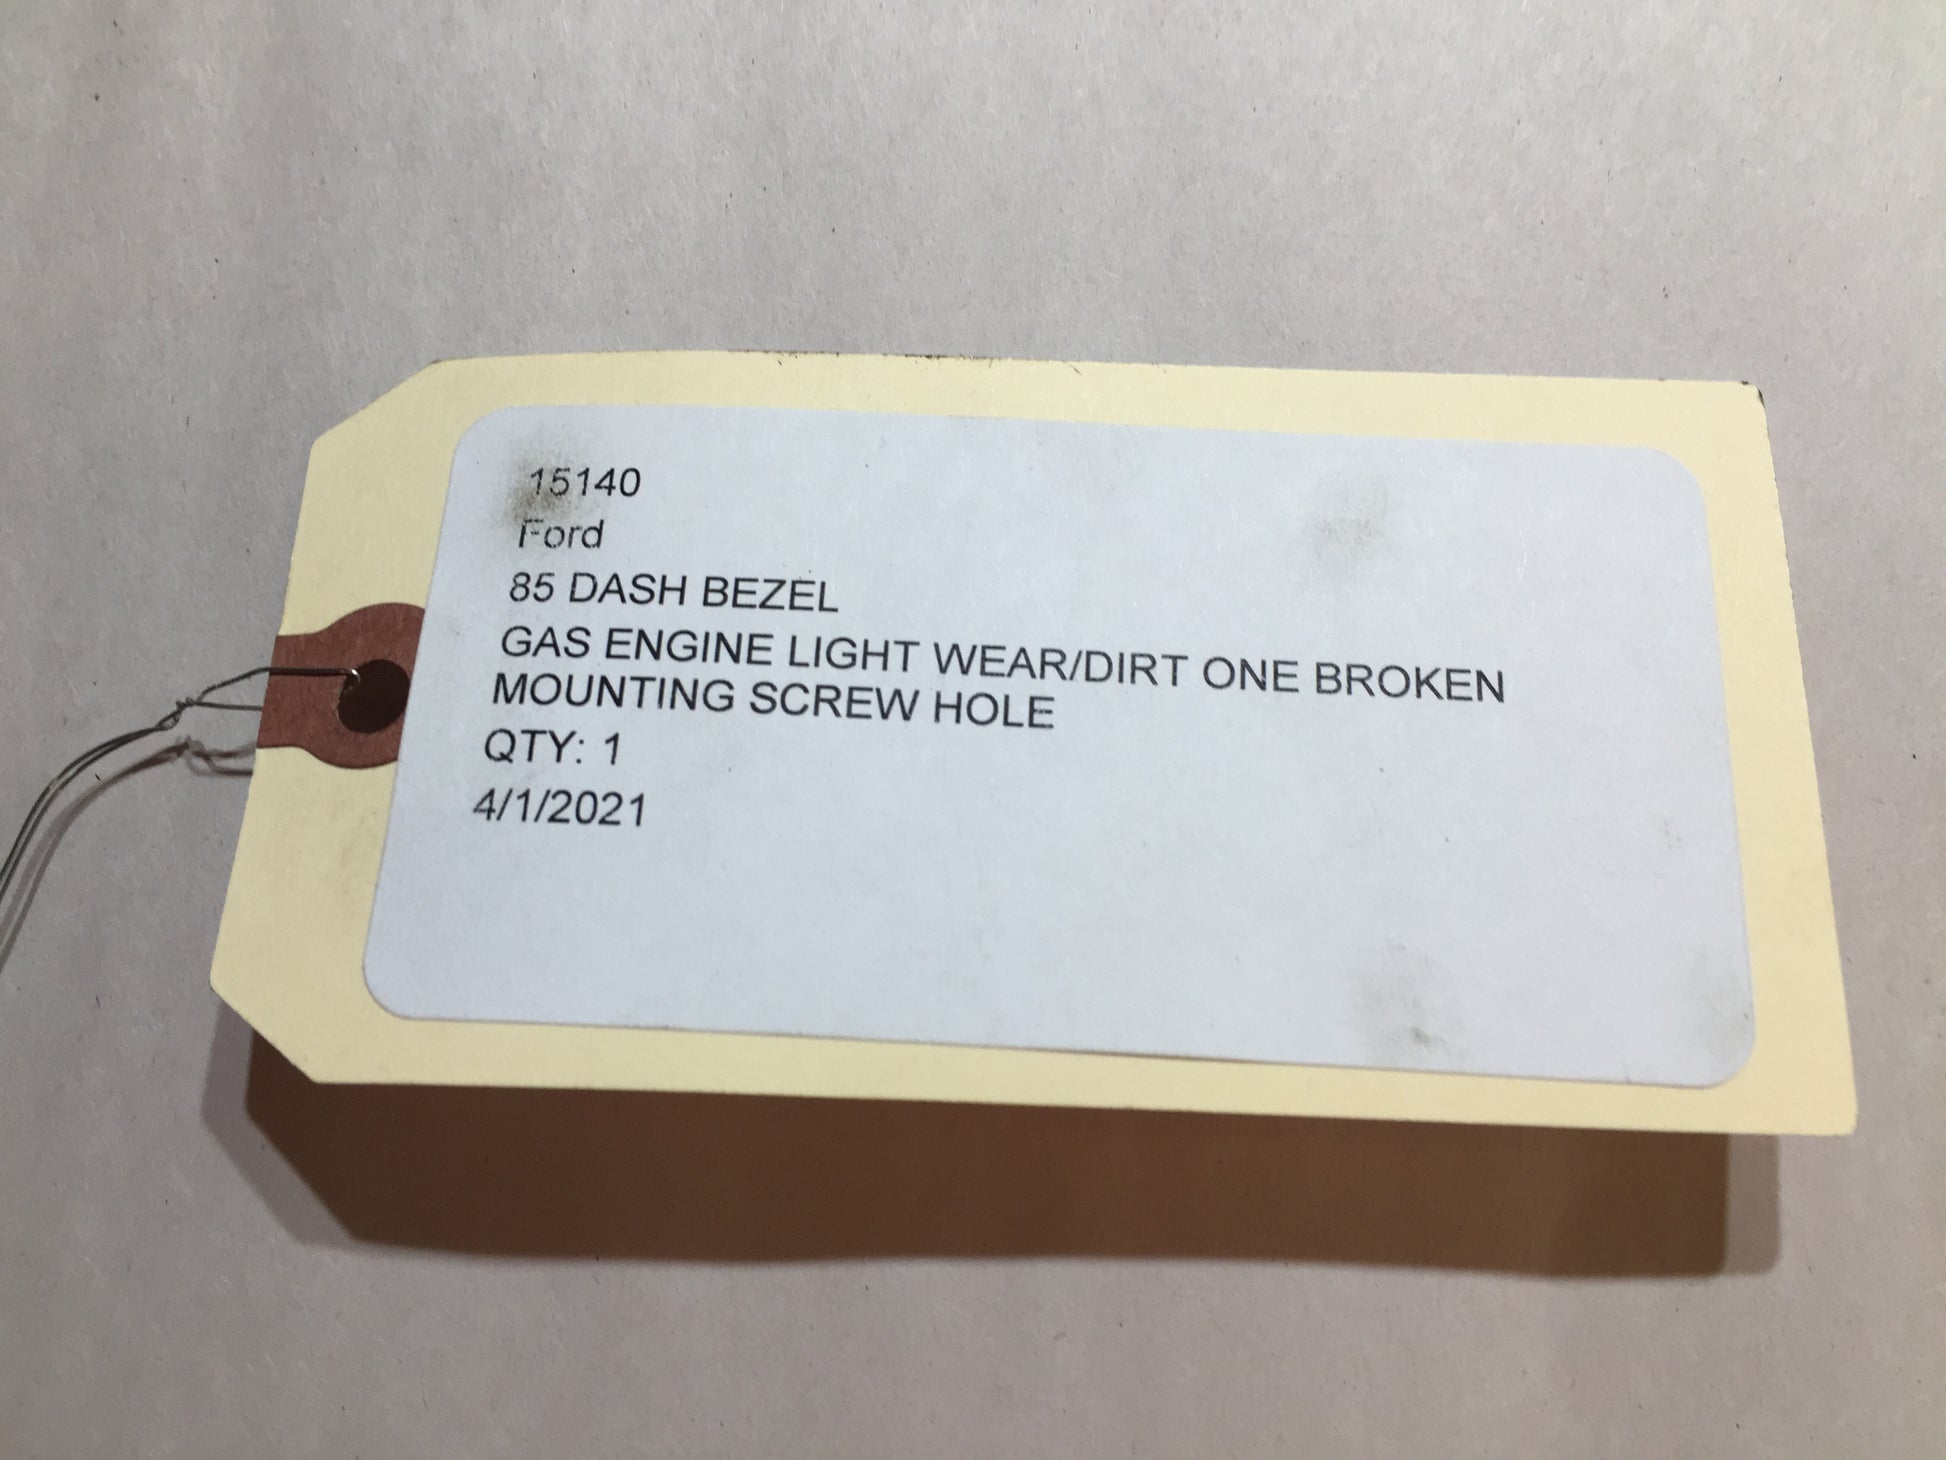 15140
Ford
85 DASH BEZEL
GAS ENGINE LIGHT WEAR/DIRT ONE BROKEN
MOUNTING SCREW HOLE
QTY: 1
4/1/2021